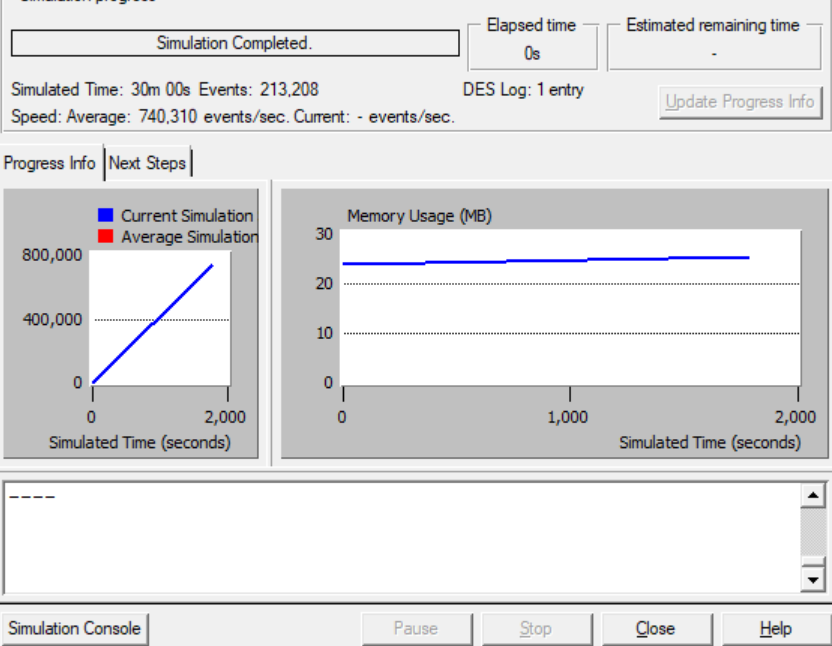 Simulation progress
Elapsed time
Estimated remaining time
Simulation Completed.
0s
-
Simulated Time: 30m 00s Events: 213,208
DES Log: 1 entry
Update Progress Info
Speed: Average: 740,310 events/sec. Current: - events/sec.
Progress Info
Next Steps
Current Simulation
Average Simulation
800,000
400,000
0
0
2,000
Simulated Time (seconds)
Memory Usage (MB)
30
20
10
0
0
1,000
2,000
Simulated Time (seconds)
----
Simulation Console
Pause
Stop
Close
Help